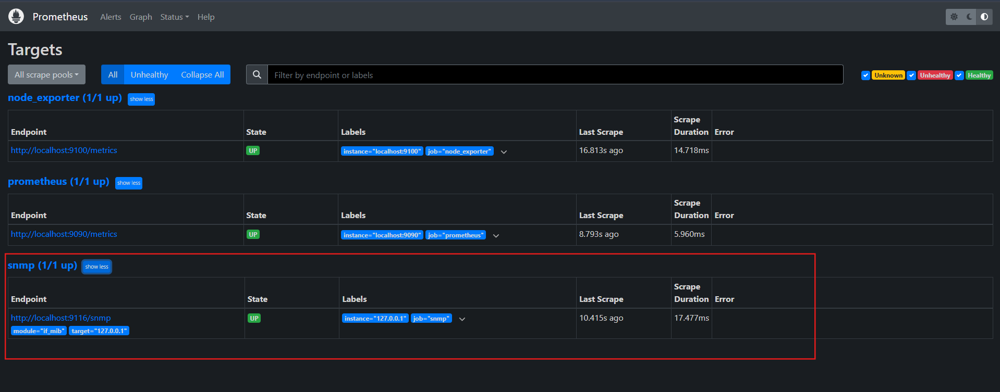 Prometheus Alerts Graph Status Help
Targets
All scrape pools All Unhealthy Collapse All Filter by endpoint or labels Unknown Unhealthy Healthy
node_exporter (1/1 up) show less
Endpoint State Labels Last Scrape Scrape Duration Error
http://localhost:9100/metrics UP instance="localhost:9100" job="node_exporter" 16.813s ago 14.718ms
prometheus (1/1 up) show less
Endpoint State Labels Last Scrape Scrape Duration Error
http://localhost:9090/metrics UP instance="localhost:9090" job="prometheus" 8.793s ago 5.960ms
snmp (1/1 up) show less
Endpoint State Labels Last Scrape Scrape Duration Error
http://localhost:9116/snmp UP instance="127.0.0.1" job="snmp" 10.415s ago 17.477ms
module="if_mib" target="127.0.0.1"